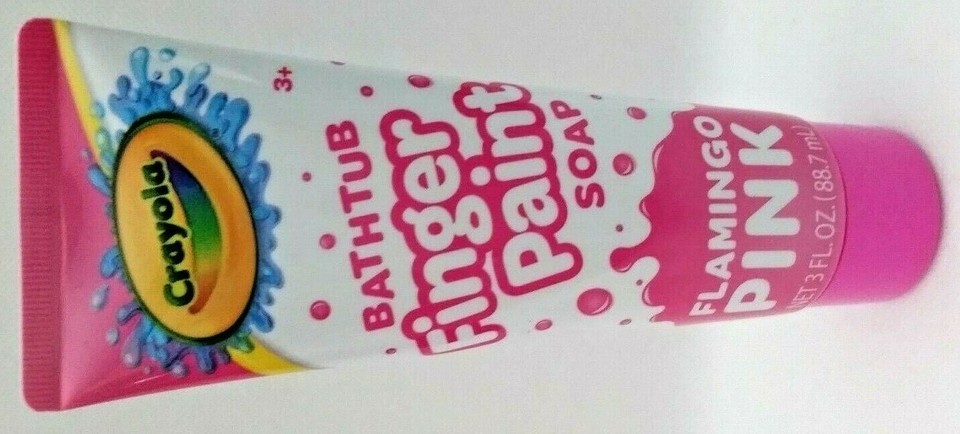 Crayola
3+
BATHTUB
Finger
Paint
SOAP
FLAMINGO
PINK
NET 3 FL. OZ. (88.7 mL)